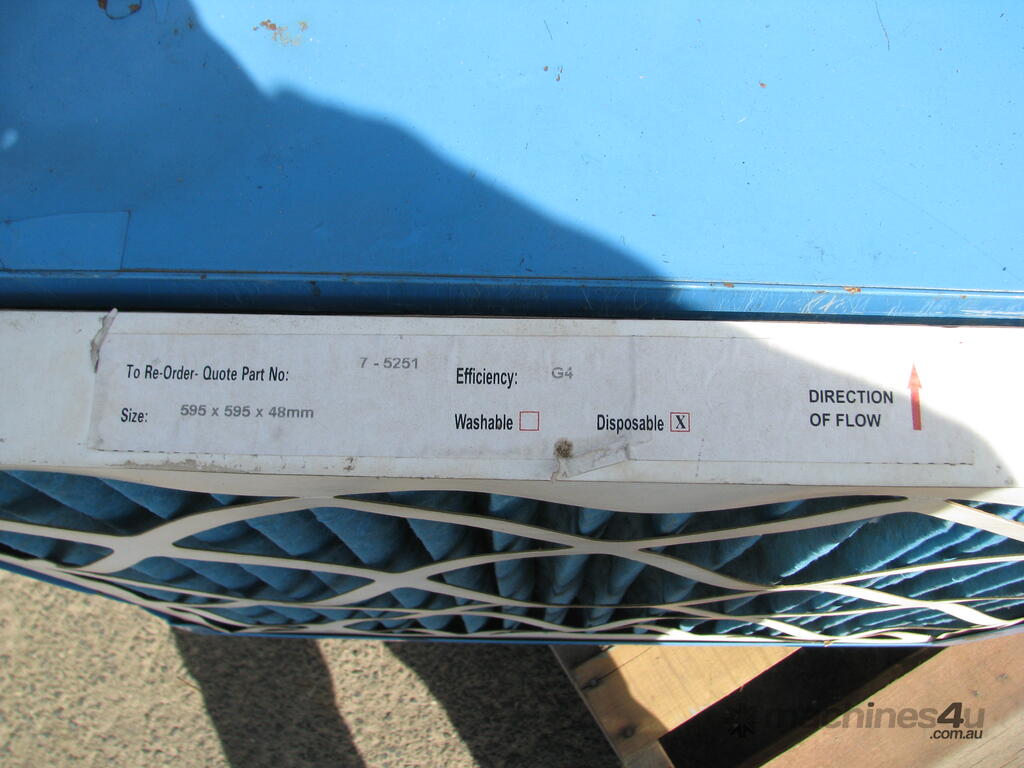 To Re-Order- Quote Part No: 7 - 5251 Efficiency: G4
Size: 595 x 595 x 48mm Washable Disposable X
DIRECTION
OF FLOW
machines4u
.com.au